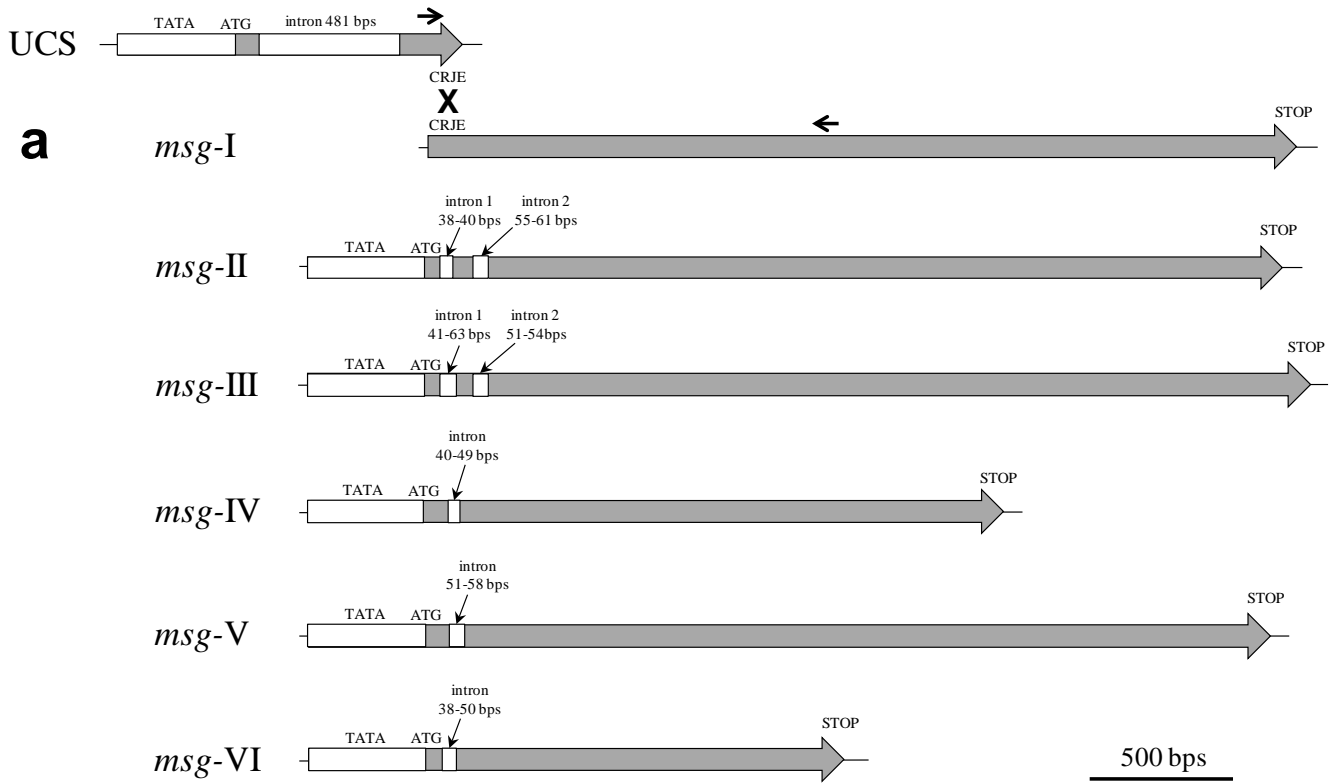 TATA ATG intron 481 bps
UCS
CRJE
X
CRJE
STOP
a
msg-I
intron 1 intron 2
38-40 bps 55-61 bps
TATA ATG STOP
msg-II
intron 1 intron 2
41-63 bps 51-54bps
TATA ATG STOP
msg-III
intron
40-49 bps
TATA ATG STOP
msg-IV
intron
51-58 bps
TATA ATG STOP
msg-V
intron
38-50 bps
TATA ATG STOP
msg-VI
500 bps